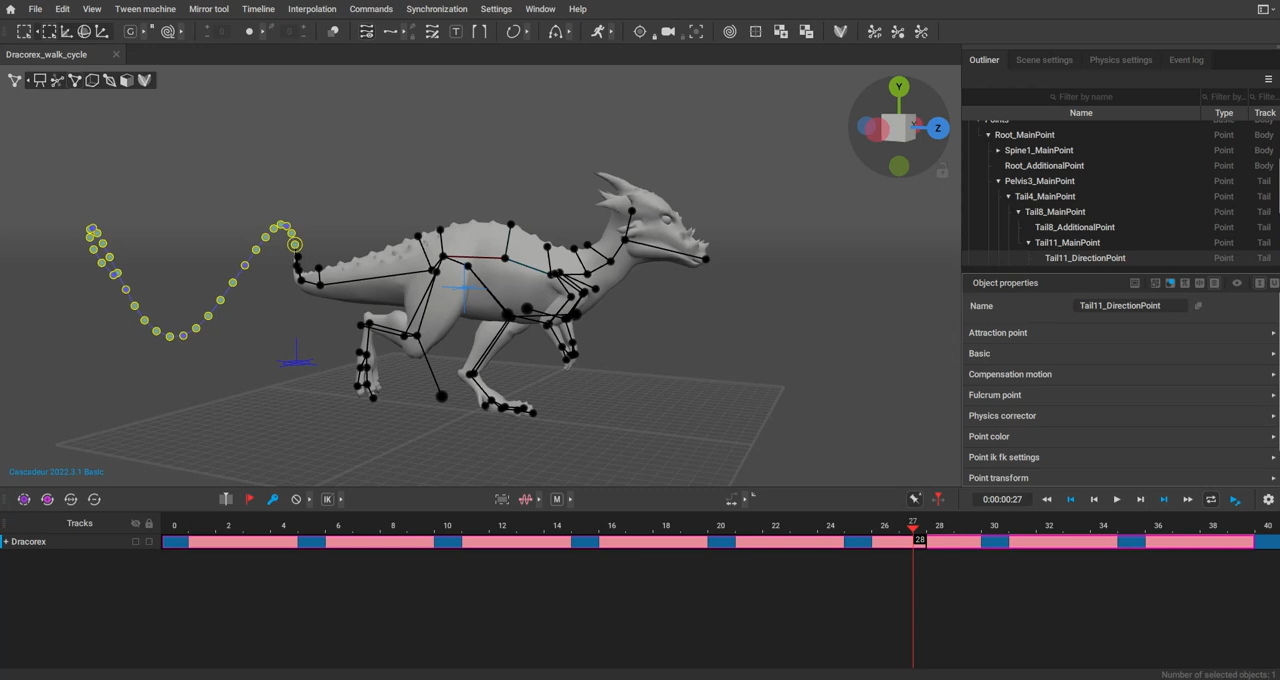 File Edit View Tween machine Mirror tool Timeline Interpolation Commands Synchronization Settings Window Help
G T
Dracorex_walk_cycle
Outliner Scene settings Physics settings Event log
Filter by name Filter by... Filte...
Name Type Track
Root_MainPoint Point Body
Spine1_MainPoint Point Body
Root_AdditionalPoint Point Body
Pelvis3_MainPoint Point Tail
Tail4_MainPoint Point Tail
Tail8_MainPoint Point Tail
Tail8_AdditionalPoint Point Tail
Tail11_MainPoint Point Tail
Tail11_DirectionPoint Point Tail
Y
Z
Object properties
Name Tail11_DirectionPoint
Attraction point
Basic
Compensation motion
Fulcrum point
Physics corrector
Point color
Point ik fk settings
Point transform
Cascadeur 2022.3.1 Basic
IK M 0:00:00:27
Tracks 0 2 4 6 8 10 12 14 16 18 20 22 24 26 27 28 30 32 34 36 38 40
+ Dracorex 28
Number of selected objects: 1